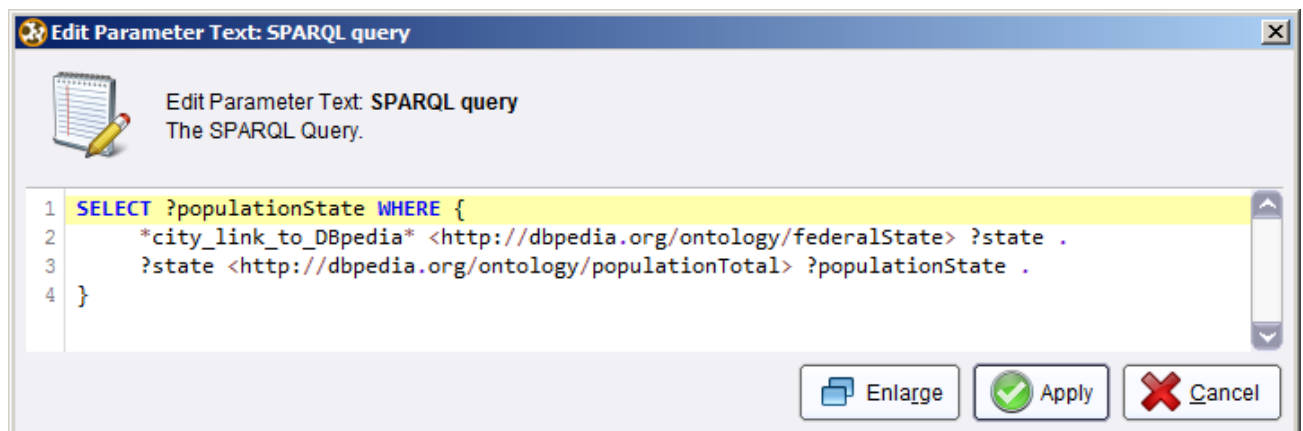 Edit Parameter Text: SPARQL query
Edit Parameter Text: SPARQL query
The SPARQL Query.
1 SELECT ?populationState WHERE {
2 *city_link_to_DBpedia* <http://dbpedia.org/ontology/federalState> ?state .
3 ?state <http://dbpedia.org/ontology/populationTotal> ?populationState .
4 }
Enlarge Apply Cancel